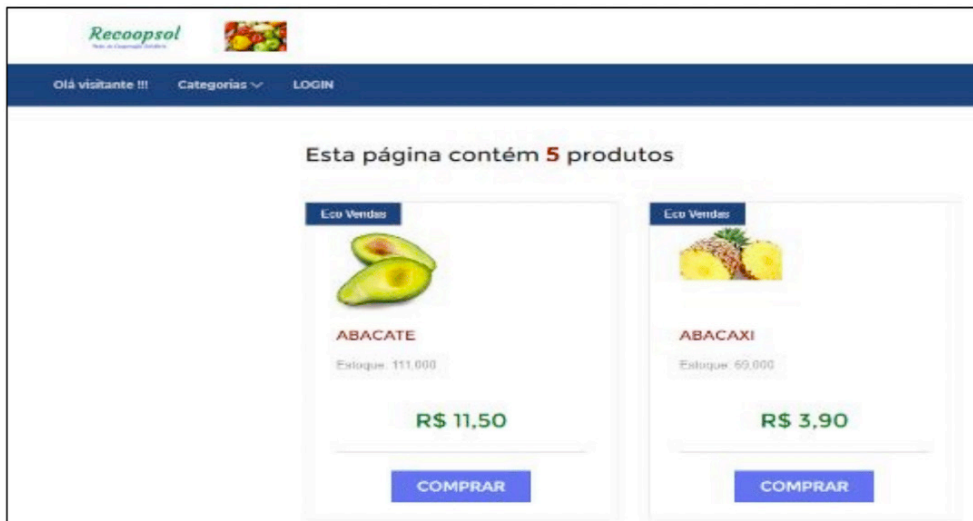 Recoopsol
Olá visitante !!! Categorias LOGIN
Esta página contém 5 produtos
Eco Vendas Eco Vendas
ABACATE ABACAXI
Estoque: 111,000 Estoque: 69,000
R$ 11,50 R$ 3,90
COMPRAR COMPRAR